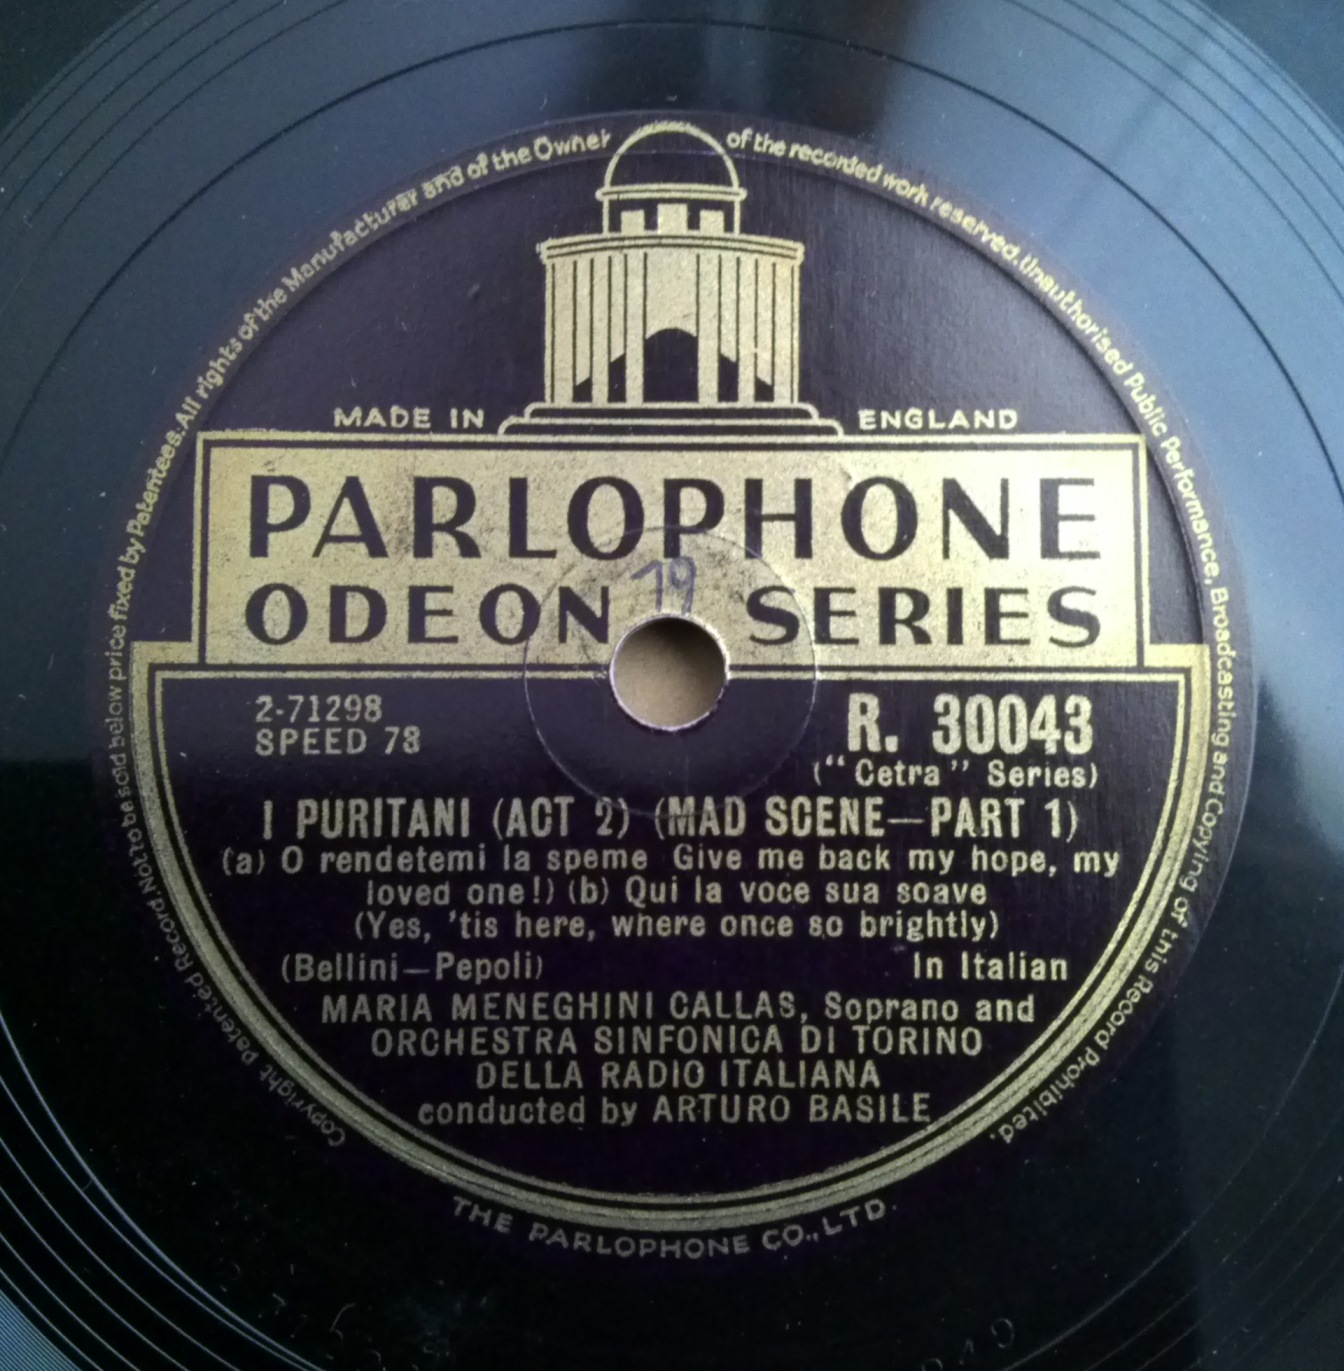 Copyright Patented Record. Not to be sold below price fixed by Patentees. All rights of the Manufacturer and of the Owner of the recorded work reserved. Unauthorised Public Performance, Broadcasting and Copying of this Record Prohibited.
MADE IN ENGLAND
PARLOPHONE
ODEON SERIES
19
2-71298
SPEED 78
R. 30043
("Cetra" Series)
I PURITANI (ACT 2) (MAD SCENE—PART 1)
(a) O rendetemi la speme Give me back my hope, my
loved one!) (b) Qui la voce sua soave
(Yes, 'tis here, where once so brightly)
(Bellini—Pepoli) In Italian
MARIA MENEGHINI CALLAS, Soprano and
ORCHESTRA SINFONICA DI TORINO
DELLA RADIO ITALIANA
conducted by ARTURO BASILE
THE PARLOPHONE CO., LTD.